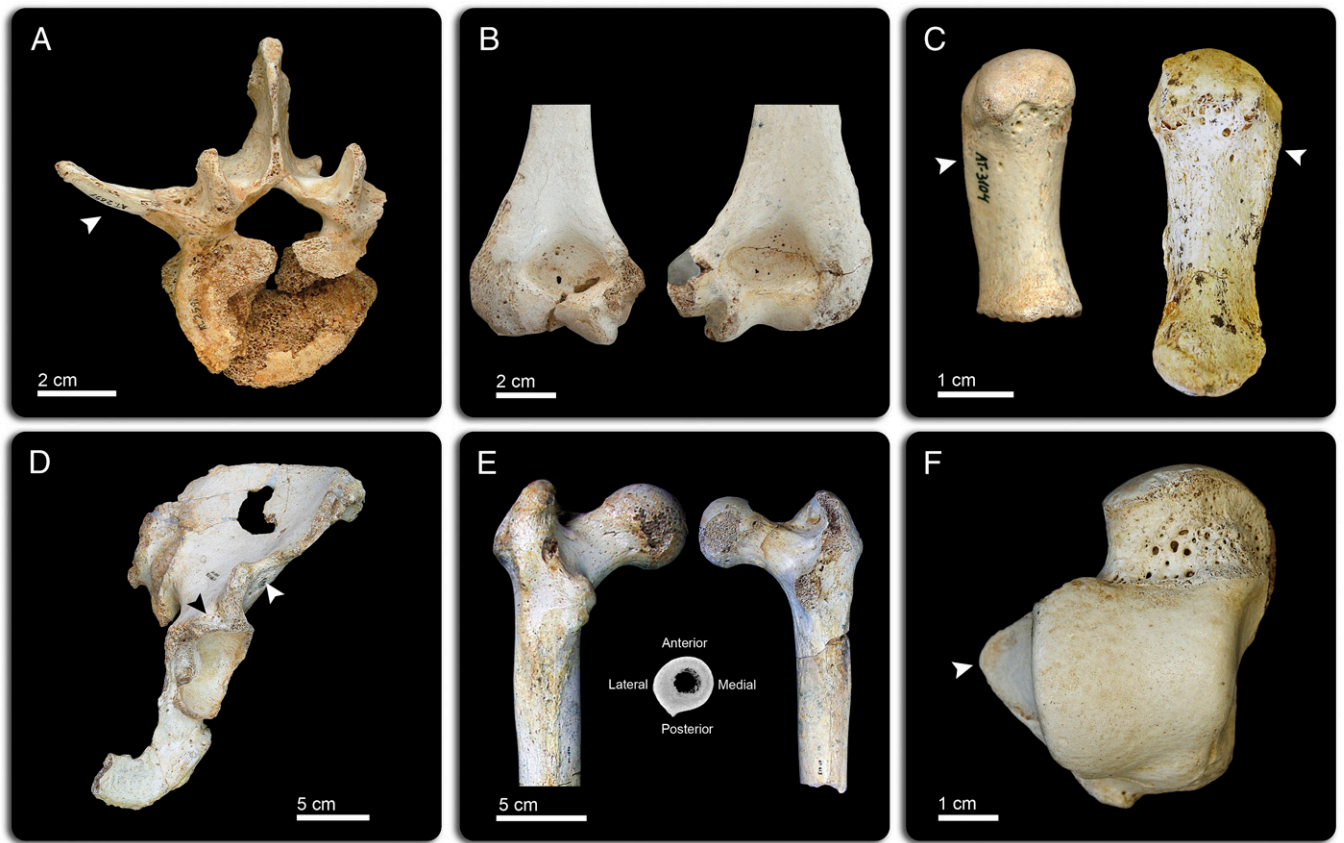 A
2 cm
B
2 cm
C
AT-3104
1 cm
D
5 cm
E
Anterior
Lateral
Medial
Posterior
5 cm
F
1 cm